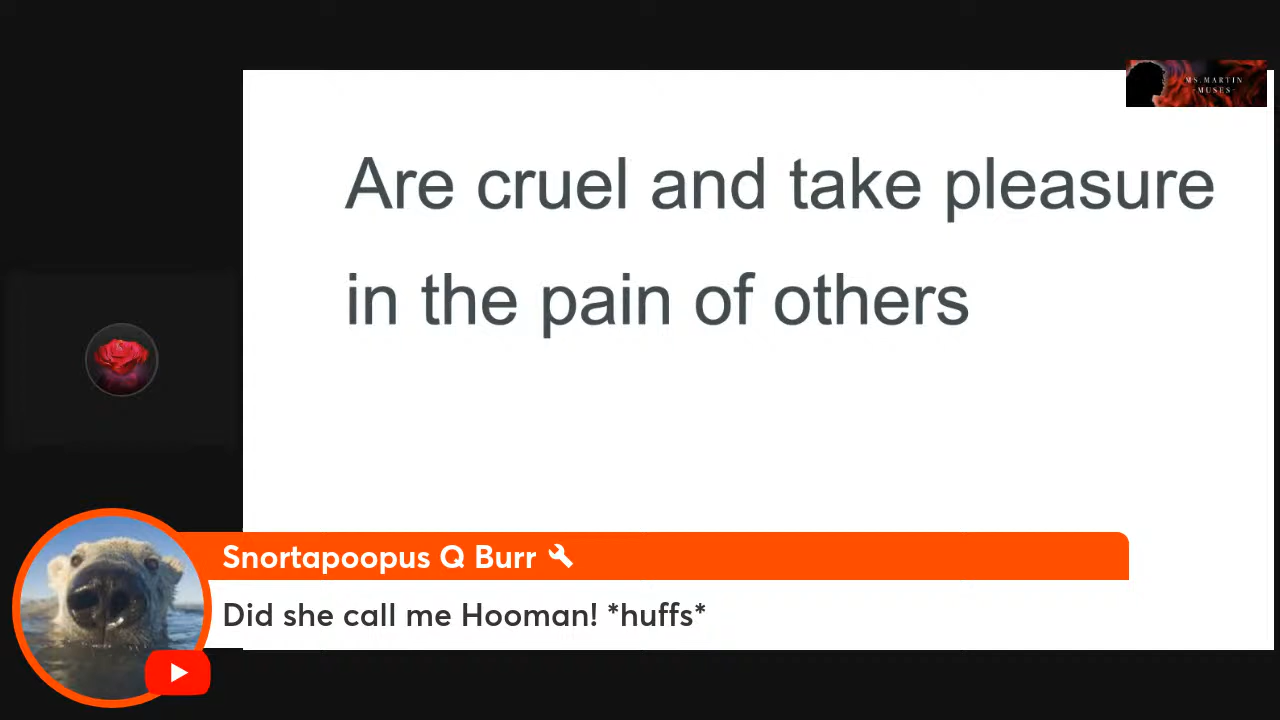 MS. MARTIN
-MUSES-
Are cruel and take pleasure
in the pain of others
Snortapoopus Q Burr
Did she call me Hooman! *huffs*